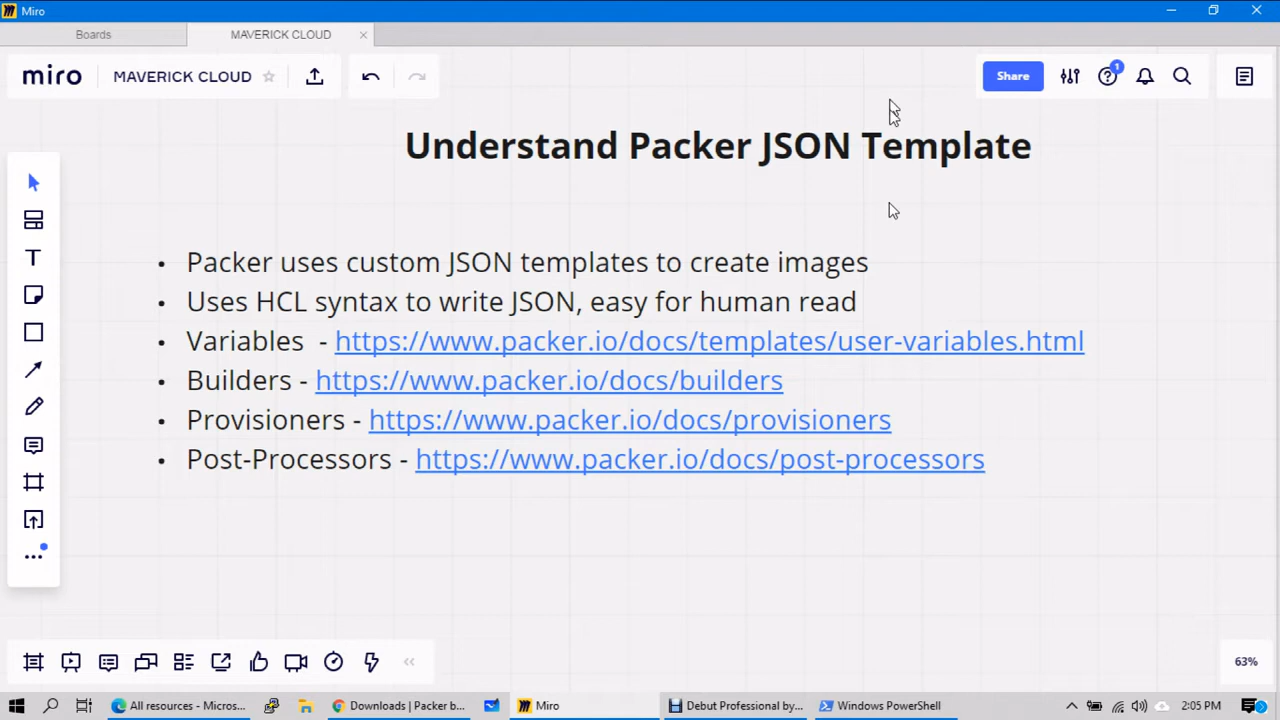 Miro
Boards
MAVERICK CLOUD
miro
MAVERICK CLOUD
Share
1
Understand Packer JSON Template
• Packer uses custom JSON templates to create images
• Uses HCL syntax to write JSON, easy for human read
• Variables - https://www.packer.io/docs/templates/user-variables.html
• Builders - https://www.packer.io/docs/builders
• Provisioners - https://www.packer.io/docs/provisioners
• Post-Processors - https://www.packer.io/docs/post-processors
T
63%
All resources - Micros...
Downloads | Packer b...
Miro
Debut Professional by...
Windows PowerShell
2:05 PM